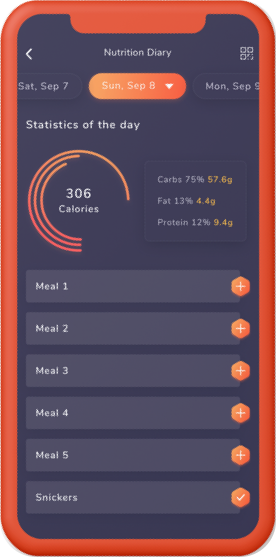 Nutrition Diary
Sat, Sep 7 Sun, Sep 8 Mon, Sep 9
Statistics of the day
306
Calories
Carbs 75% 57.6g
Fat 13% 4.4g
Protein 12% 9.4g
Meal 1
Meal 2
Meal 3
Meal 4
Meal 5
Snickers